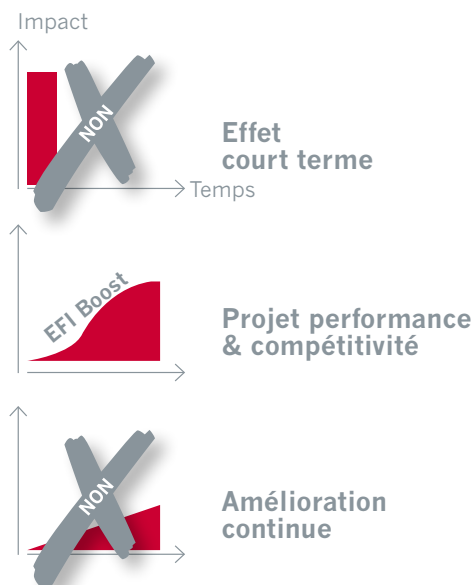 Impact
NON
Effet
court terme
Temps
EFI Boost
Projet performance
& compétitivité
NON
Amélioration
continue